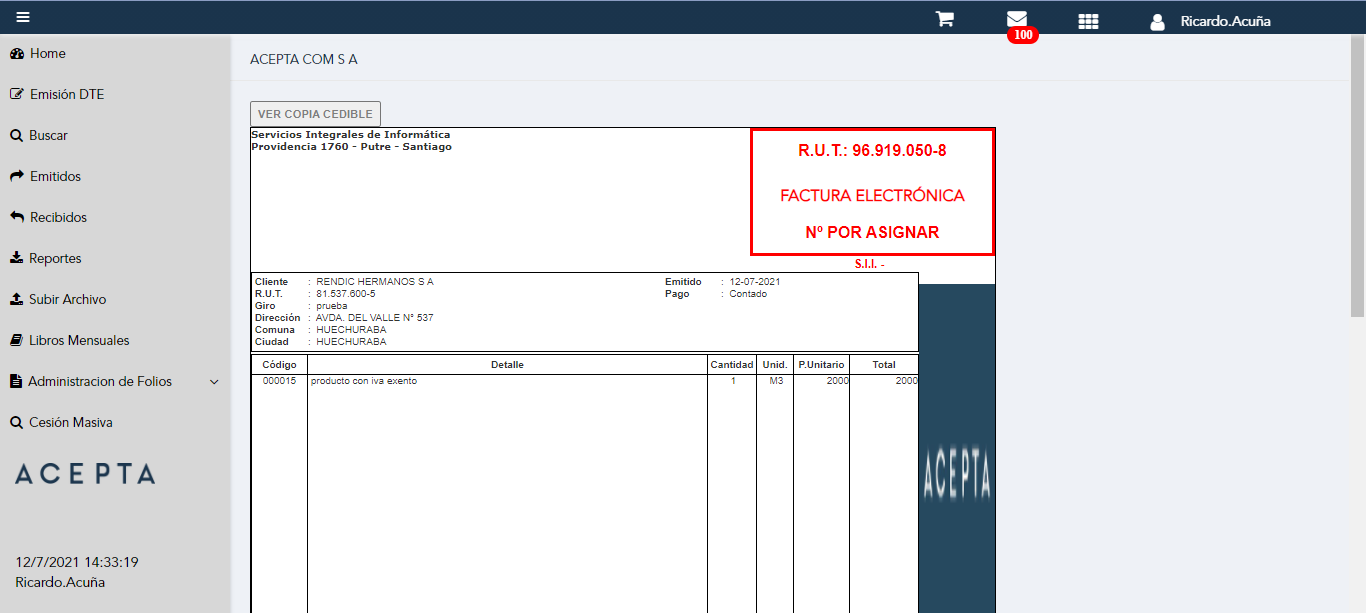 Ricardo.Acuña
100
Home
Emisión DTE
Buscar
Emitidos
Recibidos
Reportes
Subir Archivo
Libros Mensuales
Administracion de Folios
Cesión Masiva
ACEPTA
12/7/2021 14:33:19
Ricardo.Acuña
ACEPTA COM S A
VER COPIA CEDIBLE
Servicios Integrales de Informática
Providencia 1760 - Putre - Santiago
R.U.T.: 96.919.050-8
FACTURA ELECTRÓNICA
Nº POR ASIGNAR
S.I.I. -
Cliente : RENDIC HERMANOS S A Emitido : 12-07-2021
R.U.T. : 81.537.600-5 Pago : Contado
Giro : prueba
Dirección : AVDA. DEL VALLE N° 537
Comuna : HUECHURABA
Ciudad : HUECHURABA
Código Detalle Cantidad Unid. P.Unitario Total
000015 producto con iva exento 1 M3 2000 2000
ACEPTA